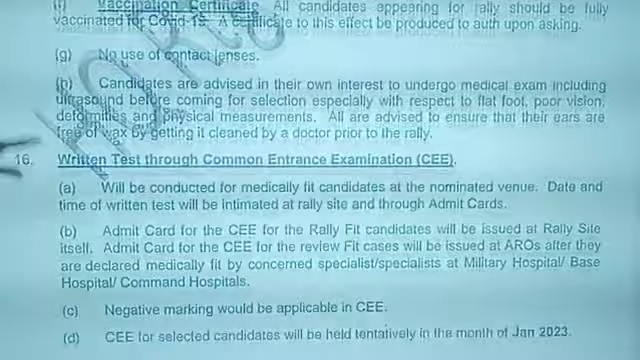 (f) Vaccination Certificate. All candidates appearing for rally should be fully
vaccinated for Covid-19. A certificate to this effect be produced to auth upon asking.
(g) No use of contact lenses.
(h) Candidates are advised in their own interest to undergo medical exam including
ultrasound before coming for selection especially with respect to flat foot, poor vision,
deformities and physical measurements. All are advised to ensure that their ears are
free of wax by getting it cleaned by a doctor prior to the rally.
16. Written Test through Common Entrance Examination (CEE).
(a) Will be conducted for medically fit candidates at the nominated venue. Date and
time of written test will be intimated at rally site and through Admit Cards.
(b) Admit Card for the CEE for the Rally Fit candidates will be issued at Rally Site
itself. Admit Card for the CEE for the review Fit cases will be issued at AROs after they
are declared medically fit by concerned specialist/specialists at Military Hospital/ Base
Hospital/ Command Hospitals.
(c) Negative marking would be applicable in CEE.
(d) CEE for selected candidates will be held tentatively in the month of Jan 2023.